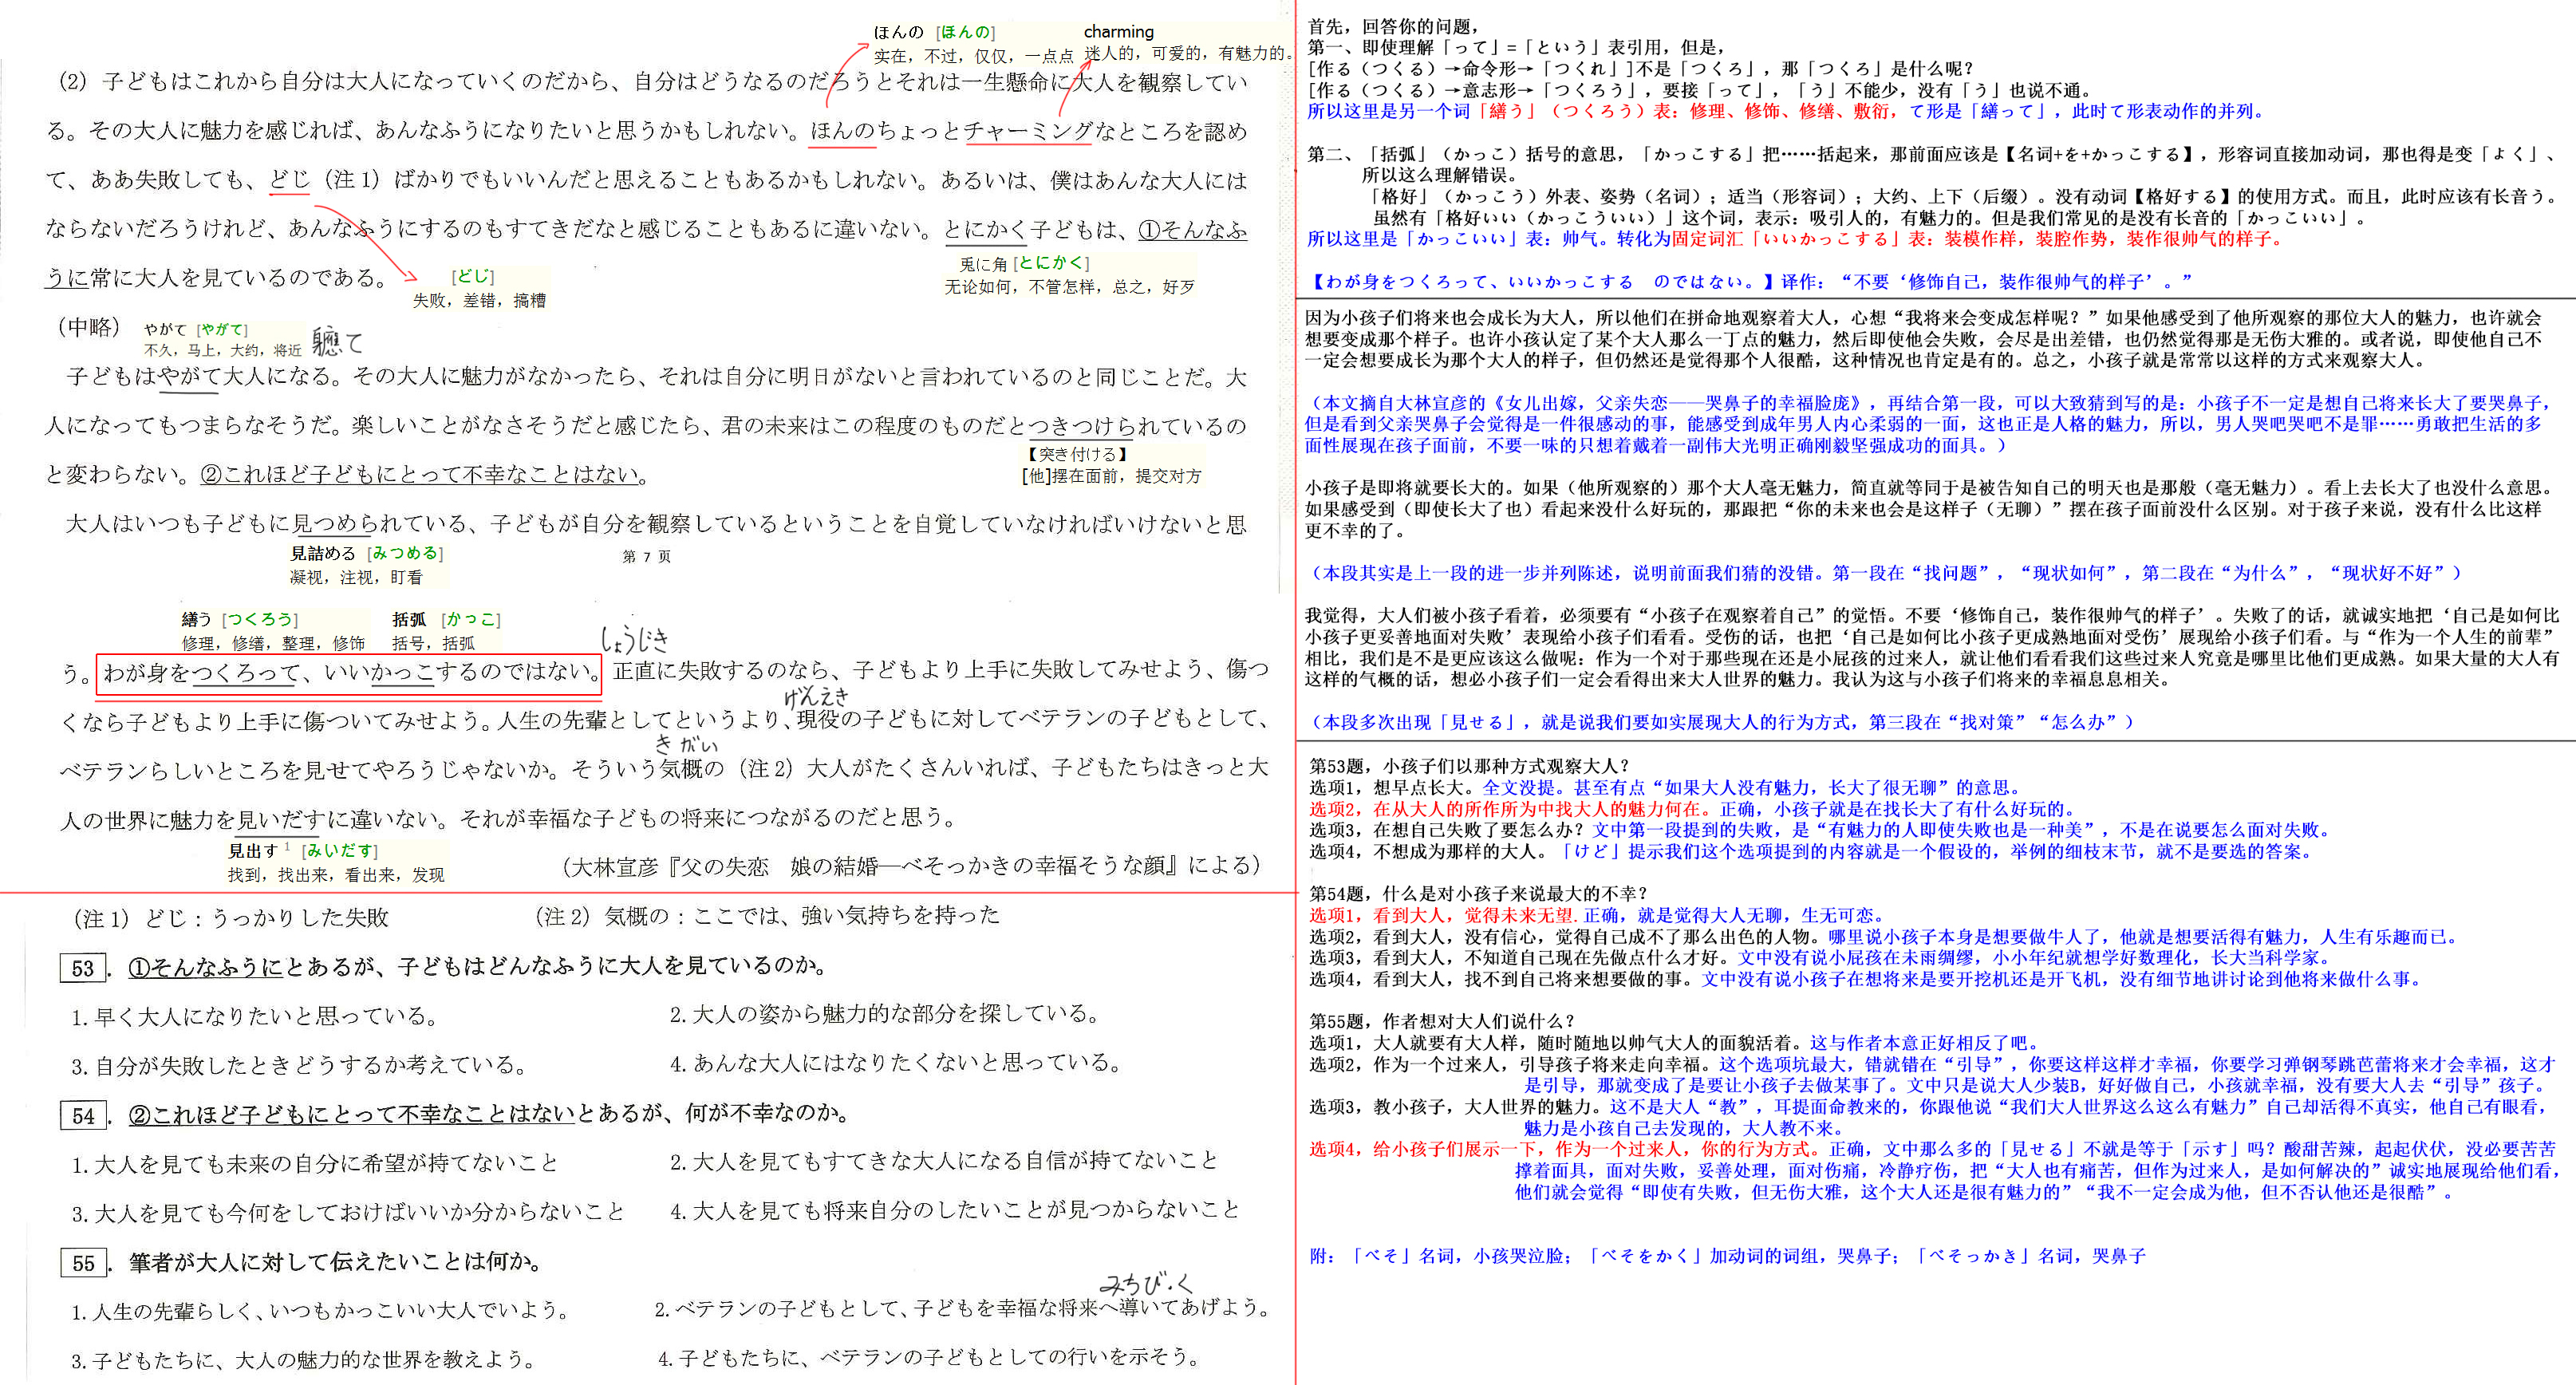 ほんの [ほんの]
实在，不过，仅仅，一点点
charming
迷人的，可爱的，有魅力的。
（2）子どもはこれから自分は大人になっていくのだから、自分はどうなるのだろうとそれは一生懸命に大人を観察してい
る。その大人に魅力を感じれば、あんなふうになりたいと思うかもしれない。ほんのちょっとチャーミングなところを認め
て、ああ失敗しても、どじ（注1）ばかりでもいいんだと思えることもあるかもしれない。あるいは、僕はあんな大人には
ならないだろうけれど、あんなふうにするのもすてきだなと感じることもあるに違いない。とにかく子どもは、①そんなふ
うに常に大人を見ているのである。
[どじ]
失败，差错，搞糟
兎に角 [とにかく]
无论如何，不管怎样，总之，好歹
（中略）
やがて [やがて]
不久，马上，大约，将近
軈て
子どもはやがて大人になる。その大人に魅力がなかったら、それは自分に明日がないと言われているのと同じことだ。大
人になってもつまらなそうだ。楽しいことがなさそうだと感じたら、君の未来はこの程度のものだとつきつけられているの
と変わらない。②これほど子どもにとって不幸なことはない。
【突き付ける】
[他]摆在面前，提交对方
大人はいつも子どもに見つめられている、子どもが自分を観察しているということを自覚していなければいけないと思
見詰める [みつめる]
凝视，注视，盯看
第 7 页
繕う [つくろう]
修理，修缮，整理，修饰
括弧 [かっこ]
括号，括弧
しょうじき
う。わが身をつくろって、いいかっこするのではない。正直に失敗するのなら、子どもより上手に失敗してみせよう、傷つ
げんえき
くなら子どもより上手に傷ついてみせよう。人生の先輩としてというより、現役の子どもに対してベテランの子どもとして、
きがい
ベテランらしいところを見せてやろうじゃないか。そういう気概の（注2）大人がたくさんいれば、子どもたちはきっと大
人の世界に魅力を見いだすに違いない。それが幸福な子どもの将来につながるのだと思う。
見出す1 [みいだす]
找到，找出来，看出来，发现
（大林宣彦『父の失恋　娘の結婚―べそっかきの幸福そうな顔』による）
（注1）どじ：うっかりした失敗
（注2）気概の：ここでは、強い気持ちを持った
53．①そんなふうにとあるが、子どもはどんなふうに大人を見ているのか。
1. 早く大人になりたいと思っている。
2. 大人の姿から魅力的な部分を探している。
3. 自分が失敗したときどうするか考えている。
4. あんな大人にはなりたくないと思っている。
54．②これほど子どもにとって不幸なことはないとあるが、何が不幸なのか。
1. 大人を見ても未来の自分に希望が持てないこと
2. 大人を見てもすてきな大人になる自信が持てないこと
3. 大人を見ても今何をしておけばいいか分からないこと
4. 大人を見ても将来自分のしたいことが見つからないこと
55．筆者が大人に対して伝えたいことは何か。
みちび・く
1. 人生の先輩らしく、いつもかっこいい大人でいよう。
2. ベテランの子どもとして、子どもを幸福な将来へ導いてあげよう。
3. 子どもたちに、大人の魅力的な世界を教えよう。
4. 子どもたちに、ベテランの子どもとしての行いを示そう。
首先，回答你的问题，
第一、即使理解「って」=「という」表引用，但是，
[作る（つくる）→命令形→「つくれ」]不是「つくろ」，那「つくろ」是什么呢？
[作る（つくる）→意志形→「つくろう」，要接「って」，「う」不能少，没有「う」也说不通。
所以这里是另一个词「繕う」（つくろう）表：修理、修饰、修缮、敷衍，て形是「繕って」，此时て形表动作的并列。
第二、「括弧」（かっこ）括号的意思，「かっこする」把……括起来，那前面应该是【名词+を+かっこする】，形容词直接加动词，那也得是变「よく」、
所以这么理解错误。
「格好」（かっこう）外表、姿势（名词）；适当（形容词）；大约、上下（后缀）。没有动词【格好する】的使用方式。而且，此时应该有长音う。
虽然有「格好いい（かっこういい）」这个词，表示：吸引人的，有魅力的。但是我们常见的是没有长音的「かっこいい」。
所以这里是「かっこいい」表：帅气。转化为固定词汇「いいかっこする」表：装模作样，装腔作势，装作很帅气的样子。
【わが身をつくろって、いいかっこする　のではない。】译作：“不要‘修饰自己，装作很帅气的样子’。”
因为小孩子们将来也会成长为大人，所以他们在拼命地观察着大人，心想“我将来会变成怎样呢？”如果他感受到了他所观察的那位大人的魅力，也许就会
想要变成那个样子。也许小孩认定了某个大人那么一丁点的魅力，然后即使他会失败，会尽是出差错，也仍然觉得那是无伤大雅的。或者说，即使他自己不
一定会想要成长为那个大人的样子，但仍然还是觉得那个人很酷，这种情况也肯定是有的。总之，小孩子就是常常以这样的方式来观察大人。
（本文摘自大林宣彦的《女儿出嫁，父亲失恋——哭鼻子的幸福脸庞》，再结合第一段，可以大致猜到写的是：小孩子不一定是想自己将来长大了要哭鼻子，
但是看到父亲哭鼻子会觉得是一件很感动的事，能感受到成年男人内心柔弱的一面，这也正是人格的魅力，所以，男人哭吧哭吧不是罪……勇敢把生活的多
面性展现在孩子面前，不要一味的只想着戴着一副伟大光明正确刚毅坚强成功的面具。）
小孩子是即将就要长大的。如果（他所观察的）那个大人毫无魅力，简直就等同于是被告知自己的明天也是那般（毫无魅力）。看上去长大了也没什么意思。
如果感受到（即使长大了也）看起来没什么好玩的，那跟把“你的未来也会是这样子（无聊）”摆在孩子面前没什么区别。对于孩子来说，没有什么比这样
更不幸的了。
（本段其实是上一段的进一步并列陈述，说明前面我们猜的没错。第一段在“找问题”，“现状如何”，第二段在“为什么”，“现状好不好”）
我觉得，大人们被小孩子看着，必须要有“小孩子在观察着自己”的觉悟。不要‘修饰自己，装作很帅气的样子’。失败了的话，就诚实地把‘自己是如何比
小孩子更妥善地面对失败’表现给小孩子们看看。受伤的话，也把‘自己是如何比小孩子更成熟地面对受伤’展现给小孩子们看。与“作为一个人生的前辈”
相比，我们是不是更应该这么做呢：作为一个对于那些现在还是小屁孩的过来人，就让他们看看我们这些过来人究竟是哪里比他们更成熟。如果大量的大人有
这样的气概的话，想必小孩子们一定会看得出来大人世界的魅力。我认为这与小孩子们将来的幸福息息相关。
（本段多次出现「見せる」，就是说我们要如实展现大人的行为方式，第三段在“找对策”“怎么办”）
第53题，小孩子们以那种方式观察大人？
选项1，想早点长大。全文没提。甚至有点“如果大人没有魅力，长大了很无聊”的意思。
选项2，在从大人的所作所为中找大人的魅力何在。正确，小孩子就是在找长大了有什么好玩的。
选项3，在想自己失败了要怎么办？文中第一段提到的失败，是“有魅力的人即使失败也是一种美”，不是在说要怎么面对失败。
选项4，不想成为那样的大人。「けど」提示我们这个选项提到的内容就是一个假设的，举例的细枝末节，就不是要选的答案。
第54题，什么是对小孩子来说最大的不幸？
选项1，看到大人，觉得未来无望.正确，就是觉得大人无聊，生无可恋。
选项2，看到大人，没有信心，觉得自己成不了那么出色的人物。哪里说小孩子本身是想要做牛人了，他就是想要活得有魅力，人生有乐趣而已。
选项3，看到大人，不知道自己现在先做点什么才好。文中没有说小屁孩在未雨绸缪，小小年纪就想学好数理化，长大当科学家。
选项4，看到大人，找不到自己将来想要做的事。文中没有说小孩子在想将来是要开挖机还是开飞机，没有细节地讲讨论到他将来做什么事。
第55题，作者想对大人们说什么？
选项1，大人就要有大人样，随时随地以帅气大人的面貌活着。这与作者本意正好相反了吧。
选项2，作为一个过来人，引导孩子将来走向幸福。这个选项坑最大，错就错在“引导”，你要这样这样才幸福，你要学习弹钢琴跳芭蕾将来才会幸福，这才
是引导，那就变成了是要让小孩子去做某事了。文中只是说大人少装B，好好做自己，小孩就幸福，没有要大人去“引导”孩子。
选项3，教小孩子，大人世界的魅力。这不是大人“教”，耳提面命教来的，你跟他说“我们大人世界这么这么有魅力”自己却活得不真实，他自己有眼看，
魅力是小孩自己去发现的，大人教不来。
选项4，给小孩子们展示一下，作为一个过来人，你的行为方式。正确，文中那么多的「見せる」不就是等于「示す」吗？酸甜苦辣，起起伏伏，没必要苦苦
撑着面具，面对失败，妥善处理，面对伤痛，冷静疗伤，把“大人也有痛苦，但作为过来人，是如何解决的”诚实地展现给他们看，
他们就会觉得“即使有失败，但无伤大雅，这个大人还是很有魅力的”“我不一定会成为他，但不否认他还是很酷”。
附：「べそ」名词，小孩哭泣脸；「べそをかく」加动词的词组，哭鼻子；「べそっかき」名词，哭鼻子